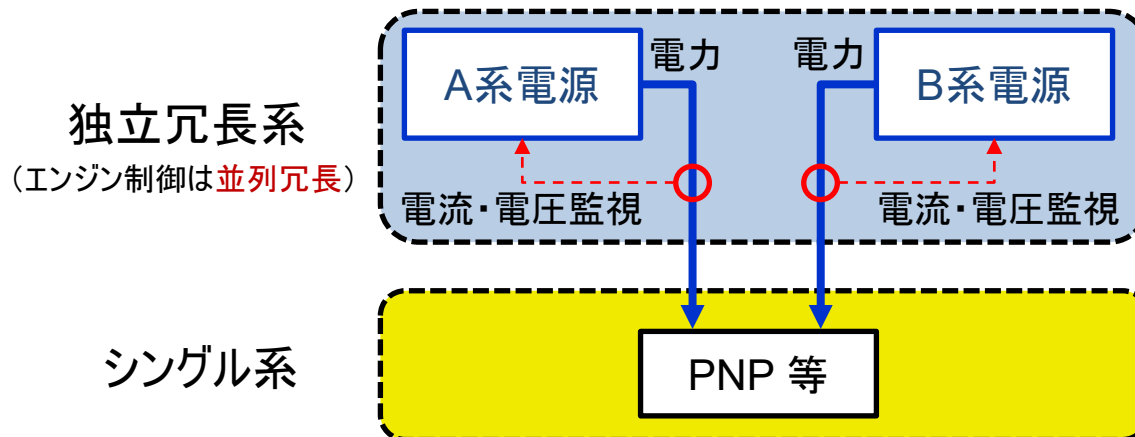 電力
電力
A系電源
B系電源
独立冗長系
（エンジン制御は並列冗長）
電流・電圧監視
電流・電圧監視
シングル系
PNP 等